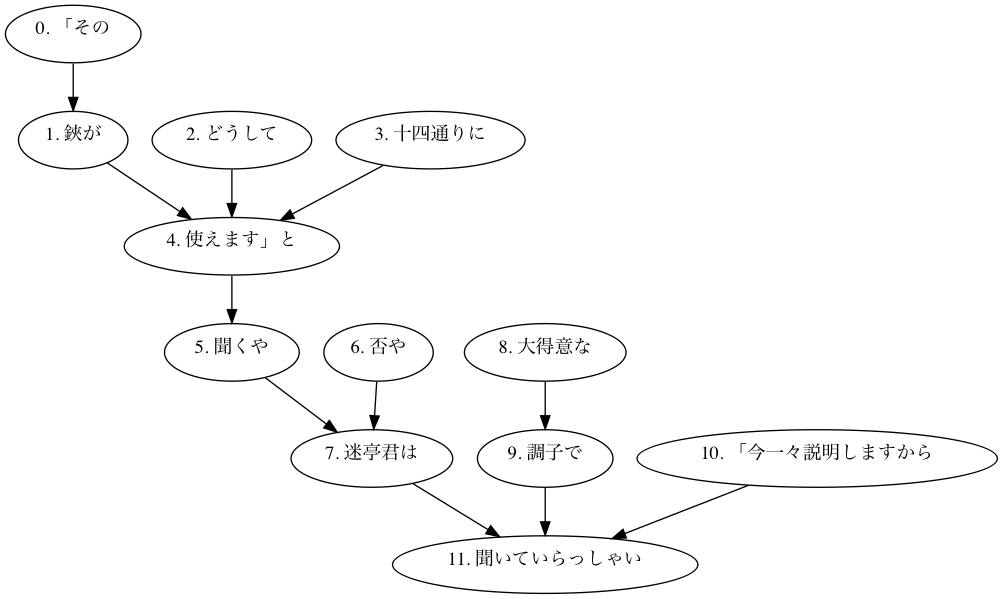 0. 「その
1. 鋏が
2. どうして
3. 十四通りに
4. 使えます」と
5. 聞くや
6. 否や
8. 大得意な
7. 迷亭君は
9. 調子で
10. 「今一々説明しますから
11. 聞いていらっしゃい